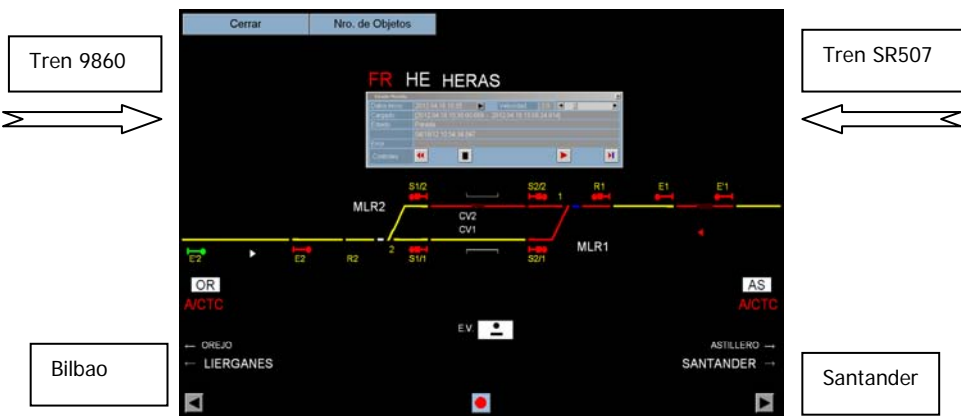 Cerrar Nro. de Objetos
Tren 9860
Tren SR507
FR HE HERAS
Controles
S1/2 S2/2 1 R1 E1 E'1
MLR2
CV2
CV1
MLR1
E'2 E2 R2 2 S1/1 S2/1
OR AS
A/CTC A/CTC
E.V.
← OREJO ASTILLERO →
← LIERGANES SANTANDER →
Bilbao
Santander